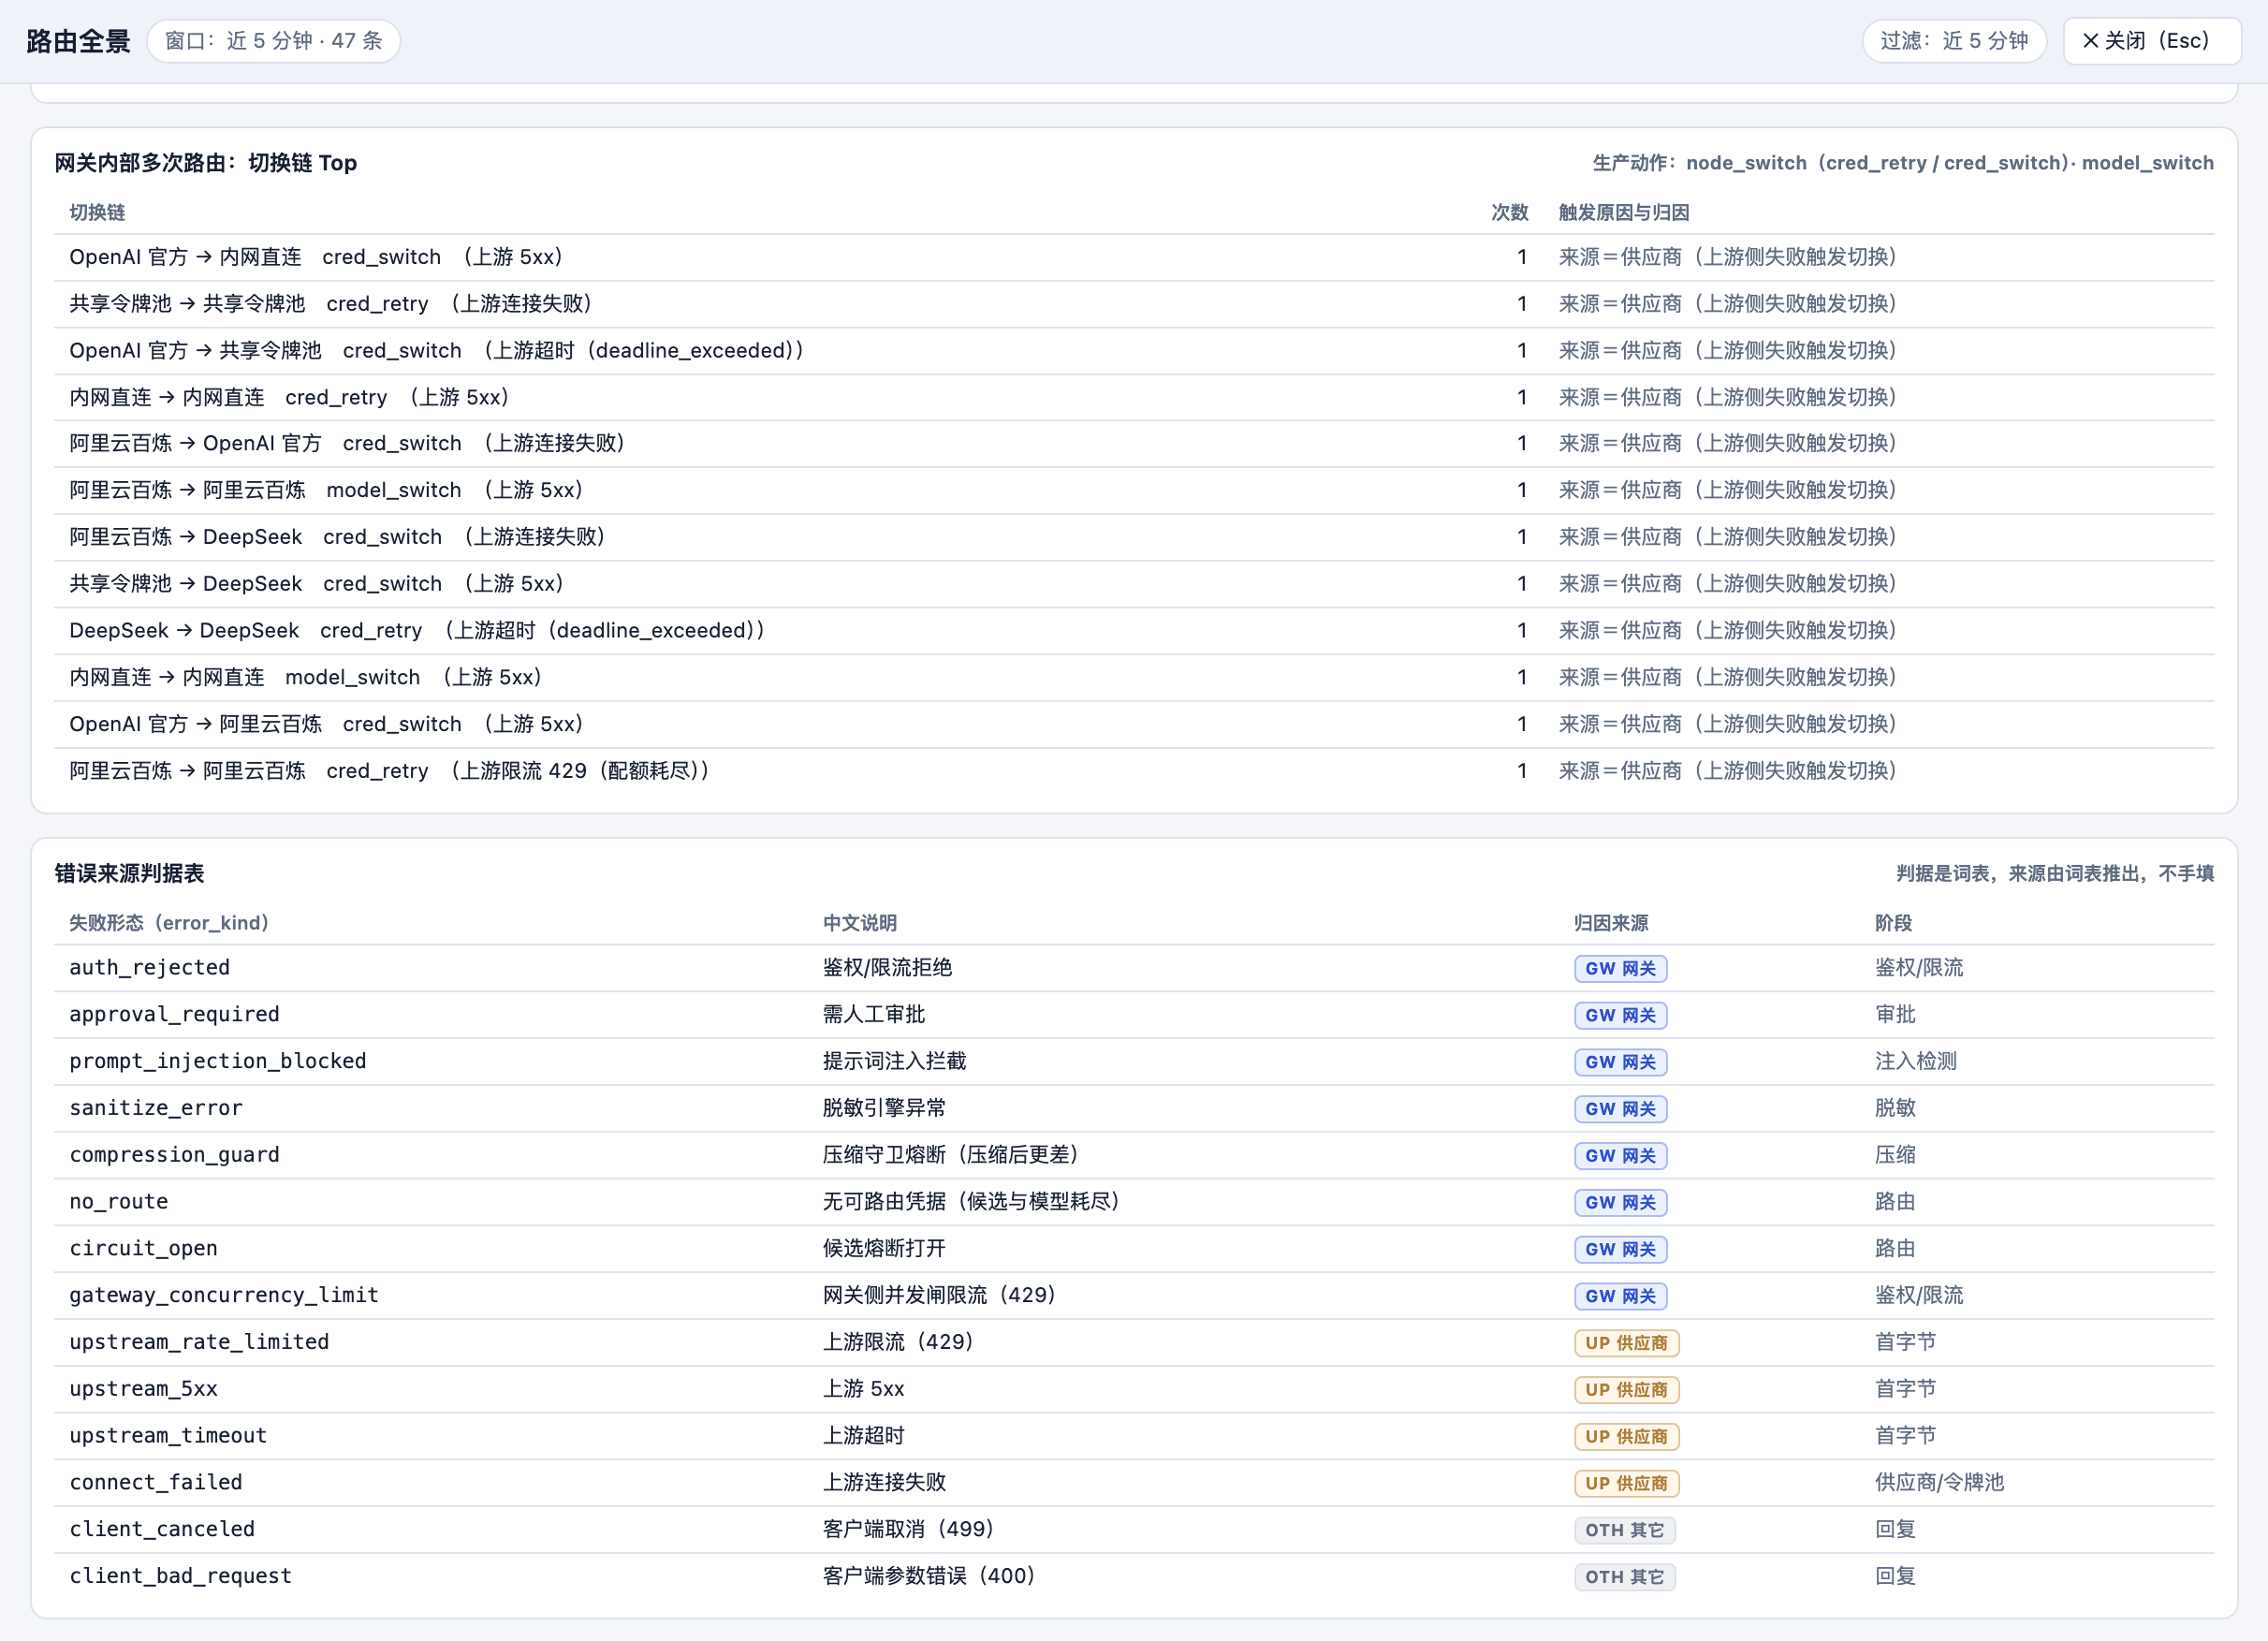 路由全景 窗口：近 5 分钟 · 47 条 过滤：近 5 分钟 ✕ 关闭（Esc）
网关内部多次路由：切换链 Top 生产动作：node_switch（cred_retry / cred_switch）· model_switch
切换链 次数 触发原因与归因
OpenAI 官方 → 内网直连 cred_switch （上游 5xx） 1 来源＝供应商（上游侧失败触发切换）
共享令牌池 → 共享令牌池 cred_retry （上游连接失败） 1 来源＝供应商（上游侧失败触发切换）
OpenAI 官方 → 共享令牌池 cred_switch （上游超时（deadline_exceeded）） 1 来源＝供应商（上游侧失败触发切换）
内网直连 → 内网直连 cred_retry （上游 5xx） 1 来源＝供应商（上游侧失败触发切换）
阿里云百炼 → OpenAI 官方 cred_switch （上游连接失败） 1 来源＝供应商（上游侧失败触发切换）
阿里云百炼 → 阿里云百炼 model_switch （上游 5xx） 1 来源＝供应商（上游侧失败触发切换）
阿里云百炼 → DeepSeek cred_switch （上游连接失败） 1 来源＝供应商（上游侧失败触发切换）
共享令牌池 → DeepSeek cred_switch （上游 5xx） 1 来源＝供应商（上游侧失败触发切换）
DeepSeek → DeepSeek cred_retry （上游超时（deadline_exceeded）） 1 来源＝供应商（上游侧失败触发切换）
内网直连 → 内网直连 model_switch （上游 5xx） 1 来源＝供应商（上游侧失败触发切换）
OpenAI 官方 → 阿里云百炼 cred_switch （上游 5xx） 1 来源＝供应商（上游侧失败触发切换）
阿里云百炼 → 阿里云百炼 cred_retry （上游限流 429（配额耗尽）） 1 来源＝供应商（上游侧失败触发切换）
错误来源判据表 判据是词表，来源由词表推出，不手填
失败形态（error_kind） 中文说明 归因来源 阶段
auth_rejected 鉴权/限流拒绝 GW 网关 鉴权/限流
approval_required 需人工审批 GW 网关 审批
prompt_injection_blocked 提示词注入拦截 GW 网关 注入检测
sanitize_error 脱敏引擎异常 GW 网关 脱敏
compression_guard 压缩守卫熔断（压缩后更差） GW 网关 压缩
no_route 无可路由凭据（候选与模型耗尽） GW 网关 路由
circuit_open 候选熔断打开 GW 网关 路由
gateway_concurrency_limit 网关侧并发闸限流（429） GW 网关 鉴权/限流
upstream_rate_limited 上游限流（429） UP 供应商 首字节
upstream_5xx 上游 5xx UP 供应商 首字节
upstream_timeout 上游超时 UP 供应商 首字节
connect_failed 上游连接失败 UP 供应商 供应商/令牌池
client_canceled 客户端取消（499） OTH 其它 回复
client_bad_request 客户端参数错误（400） OTH 其它 回复